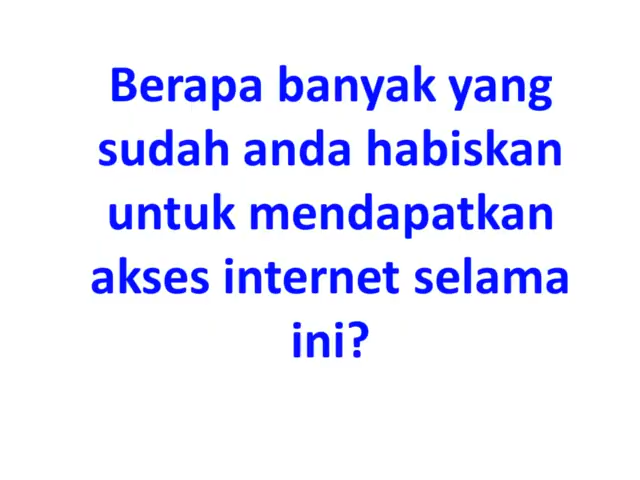 Berapa banyak yang
sudah anda habiskan
untuk mendapatkan
akses internet selama
ini?